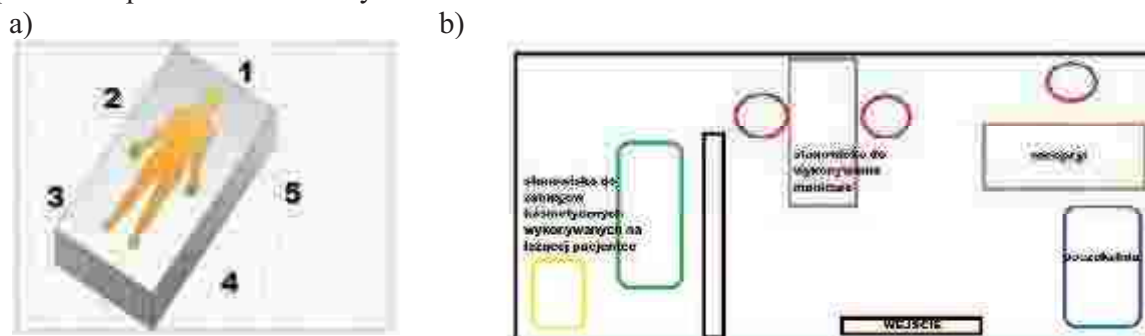 a)
b)
1
2
3
4
5
stanowisko do
zabiegów
kosmetycznych
wykonywanych na
leżącej pacjentce
stanowisko do
wykonywania
manicure
recepcja
poczekalnia
WEJŚCIE